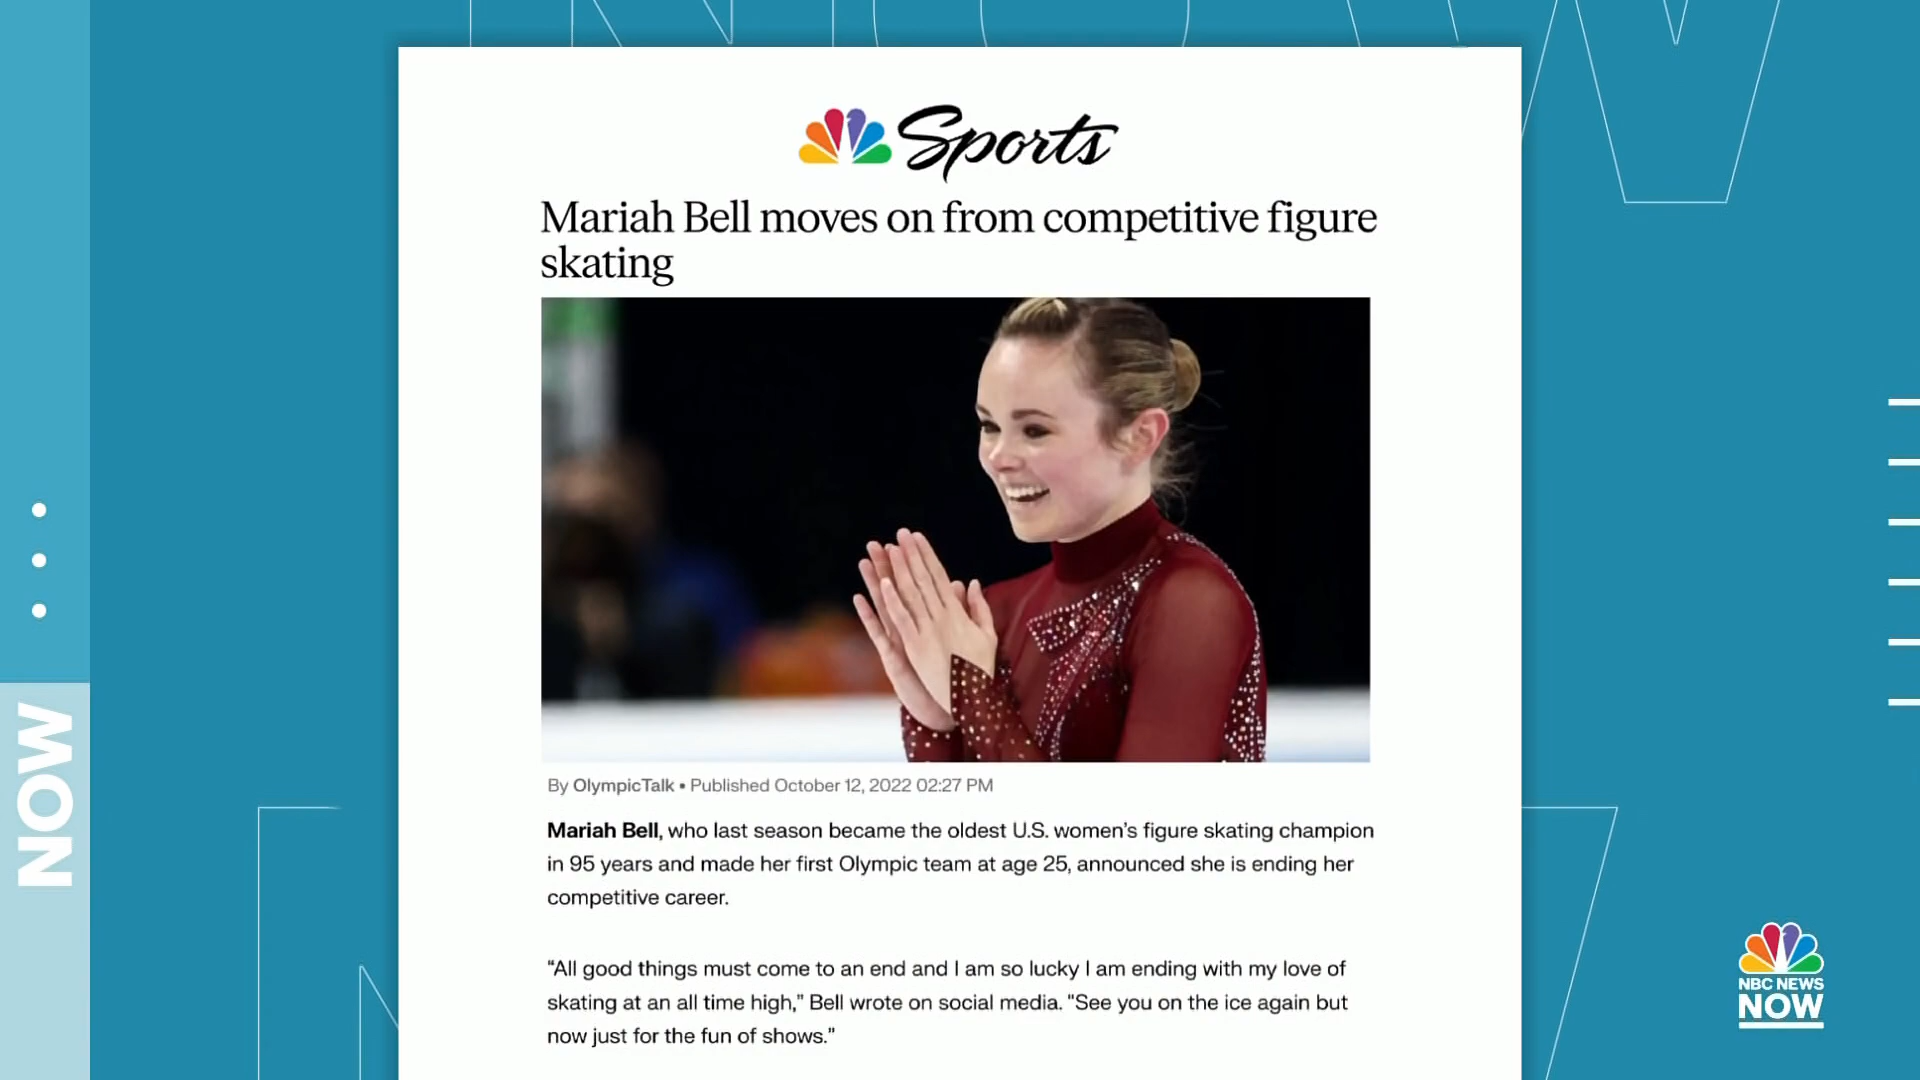 Sports
Mariah Bell moves on from competitive figure
skating
By OlympicTalk • Published October 12, 2022 02:27 PM
Mariah Bell, who last season became the oldest U.S. women’s figure skating champion
in 95 years and made her first Olympic team at age 25, announced she is ending her
competitive career.
“All good things must come to an end and I am so lucky I am ending with my love of
skating at an all time high,” Bell wrote on social media. “See you on the ice again but
now just for the fun of shows.”
NOW
NBC NEWS
NOW